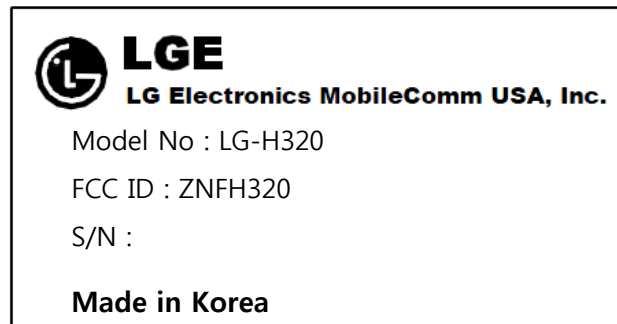 LGE
LG Electronics MobileComm USA, Inc.
Model No : LG-H320
FCC ID : ZNFH320
S/N :
Made in Korea